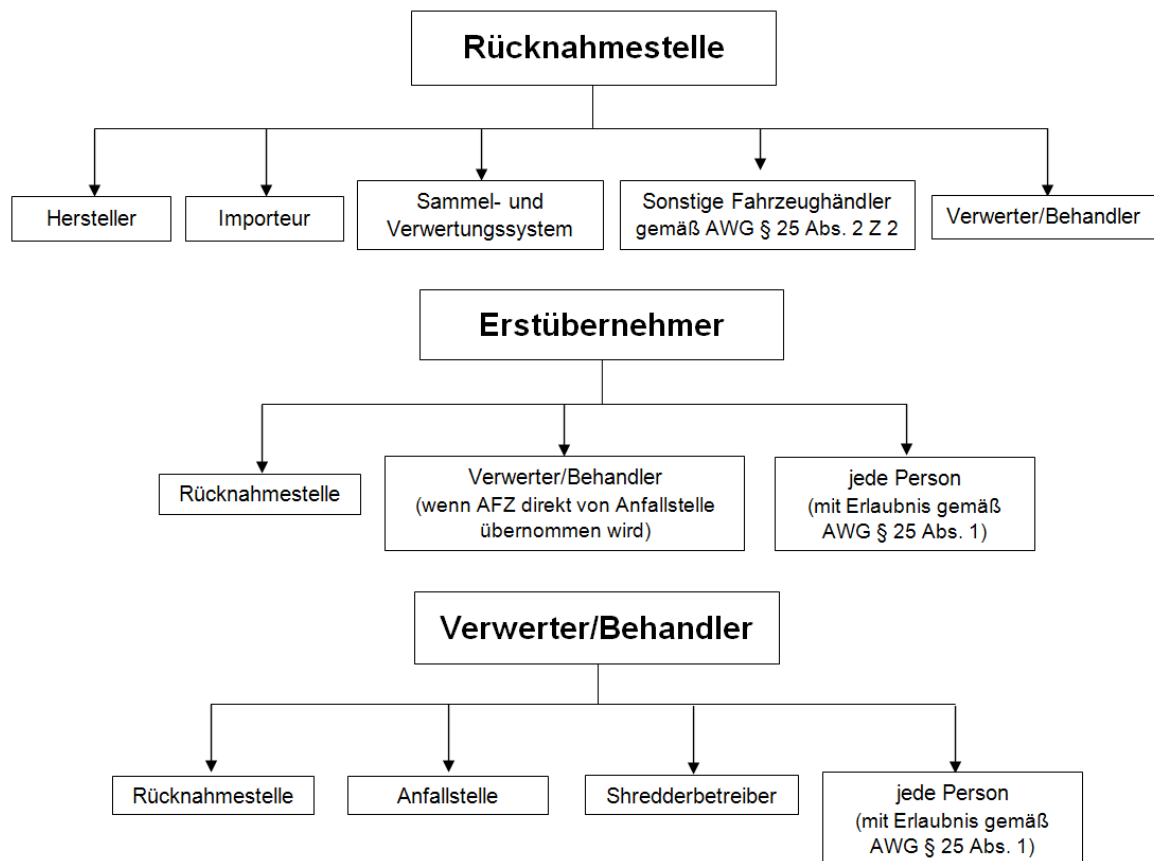 Rücknahmestelle
Hersteller
Importeur
Sammel- und
Verwertungssystem
Sonstige Fahrzeughändler
gemäß AWG § 25 Abs. 2 Z 2
Verwerter/Behandler
Erstübernehmer
Rücknahmestelle
Verwerter/Behandler
(wenn AFZ direkt von Anfallstelle
übernommen wird)
jede Person
(mit Erlaubnis gemäß
AWG § 25 Abs. 1)
Verwerter/Behandler
Rücknahmestelle
Anfallstelle
Shredderbetreiber
jede Person
(mit Erlaubnis gemäß
AWG § 25 Abs. 1)